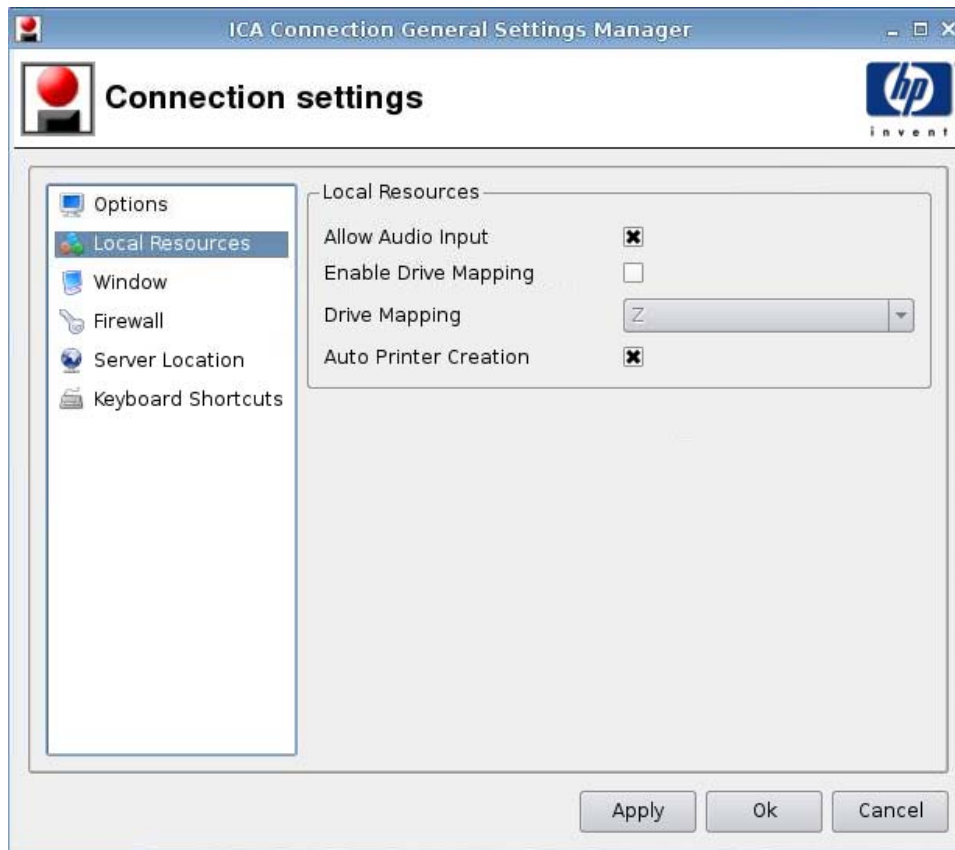 ICA Connection General Settings Manager
Connection settings
hp
invent
Options
Local Resources
Window
Firewall
Server Location
Keyboard Shortcuts
Local Resources
Allow Audio Input
Enable Drive Mapping
Drive Mapping Z
Auto Printer Creation
Apply Ok Cancel